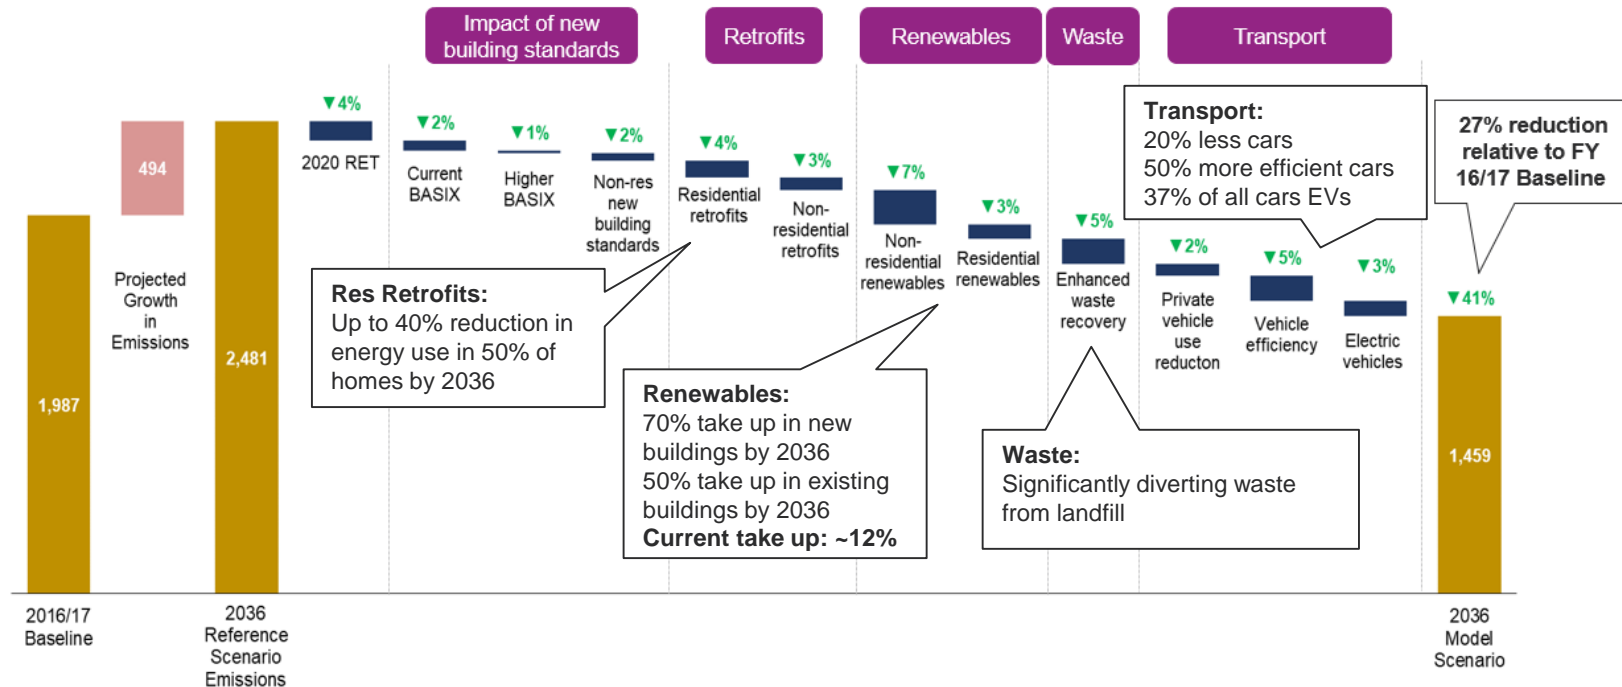 Impact of new
building standards
Retrofits
Renewables
Waste
Transport
▼4%
2020 RET
▼2%
Current
BASIX
▼1%
Higher
BASIX
▼2%
Non-res
new
building
standards
▼4%
Residential
retrofits
▼3%
Non-
residential
retrofits
▼7%
Non-
residential
renewables
▼3%
Residential
renewables
▼5%
Enhanced
waste
recovery
▼2%
Private
vehicle
use
reducton
▼5%
Vehicle
efficiency
▼3%
Electric
vehicles
▼41%
Transport:
20% less cars
50% more efficient cars
37% of all cars EVs
27% reduction
relative to FY
16/17 Baseline
494
Projected
Growth
in
Emissions
1,987
2,481
1,459
Res Retrofits:
Up to 40% reduction in
energy use in 50% of
homes by 2036
Renewables:
70% take up in new
buildings by 2036
50% take up in existing
buildings by 2036
Current take up: ~12%
Waste:
Significantly diverting waste
from landfill
2016/17
Baseline
2036
Reference
Scenario
Emissions
2036
Model
Scenario